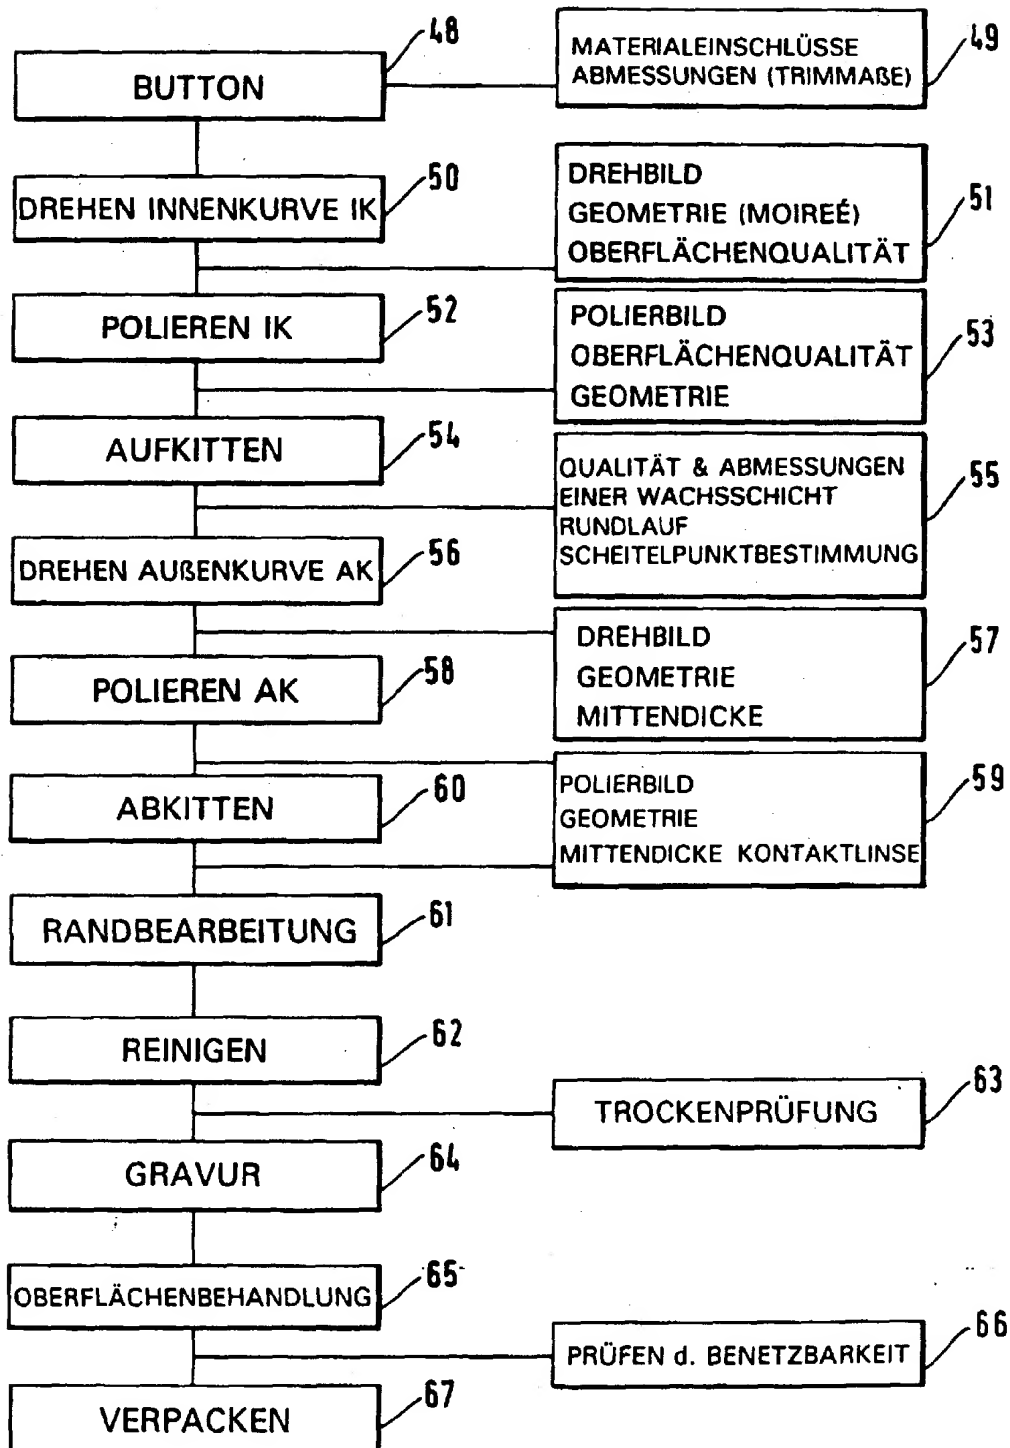 BUTTON
48
MATERIALEINSCHLÜSSE
ABMESSUNGEN (TRIMMAßE)
49
DREHEN INNENKURVE IK
50
DREHBILD
GEOMETRIE (MOIREÉ)
OBERFLÄCHENQUALITÄT
51
POLIEREN IK
52
POLIERBILD
OBERFLÄCHENQUALITÄT
GEOMETRIE
53
AUFKITTEN
54
QUALITÄT & ABMESSUNGEN
EINER WACHSSCHICHT
RUNDLAUF
SCHEITELPUNKTBESTIMMUNG
55
DREHEN AUßENKURVE AK
56
DREHBILD
GEOMETRIE
MITTENDICKE
57
POLIEREN AK
58
POLIERBILD
GEOMETRIE
MITTENDICKE KONTAKTLINSE
59
ABKITTEN
60
RANDBEARBEITUNG
61
REINIGEN
62
TROCKENPRÜFUNG
63
GRAVUR
64
OBERFLÄCHENBEHANDLUNG
65
PRÜFEN d. BENETZBARKEIT
66
VERPACKEN
67